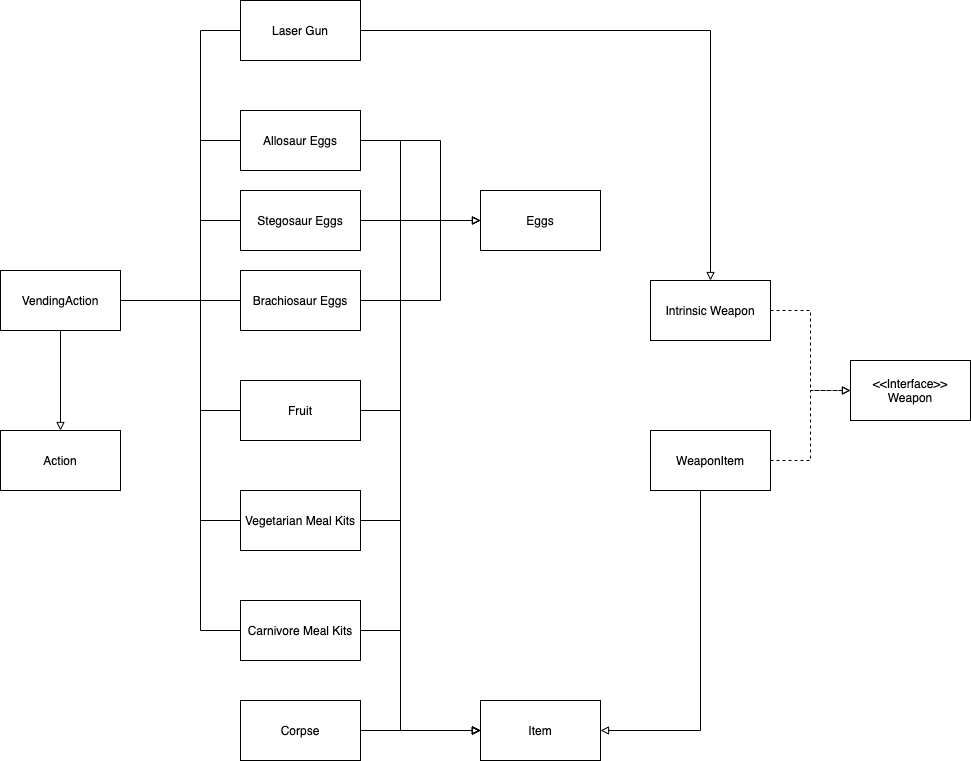 Laser Gun
Allosaur Eggs
Stegosaur Eggs
Eggs
VendingAction
Brachiosaur Eggs
Intrinsic Weapon
<<Interface>>
Weapon
Fruit
Action
WeaponItem
Vegetarian Meal Kits
Carnivore Meal Kits
Corpse
Item